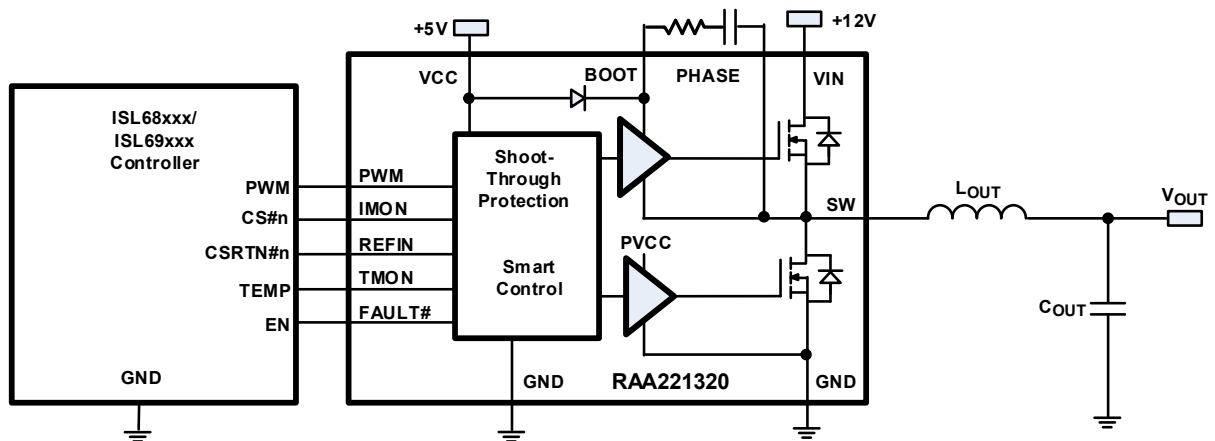 +5V
+12V
VCC
BOOT
PHASE
VIN
ISL68xxx/
ISL69xxx
Controller
Shoot-
Through
Protection
Smart
Control
PWM
CS#n
CSRTN#n
TEMP
EN
GND
PWM
IMON
REFIN
TMON
FAULT#
PVCC
SW
LOUT
VOUT
COUT
GND
RAA221320
GND